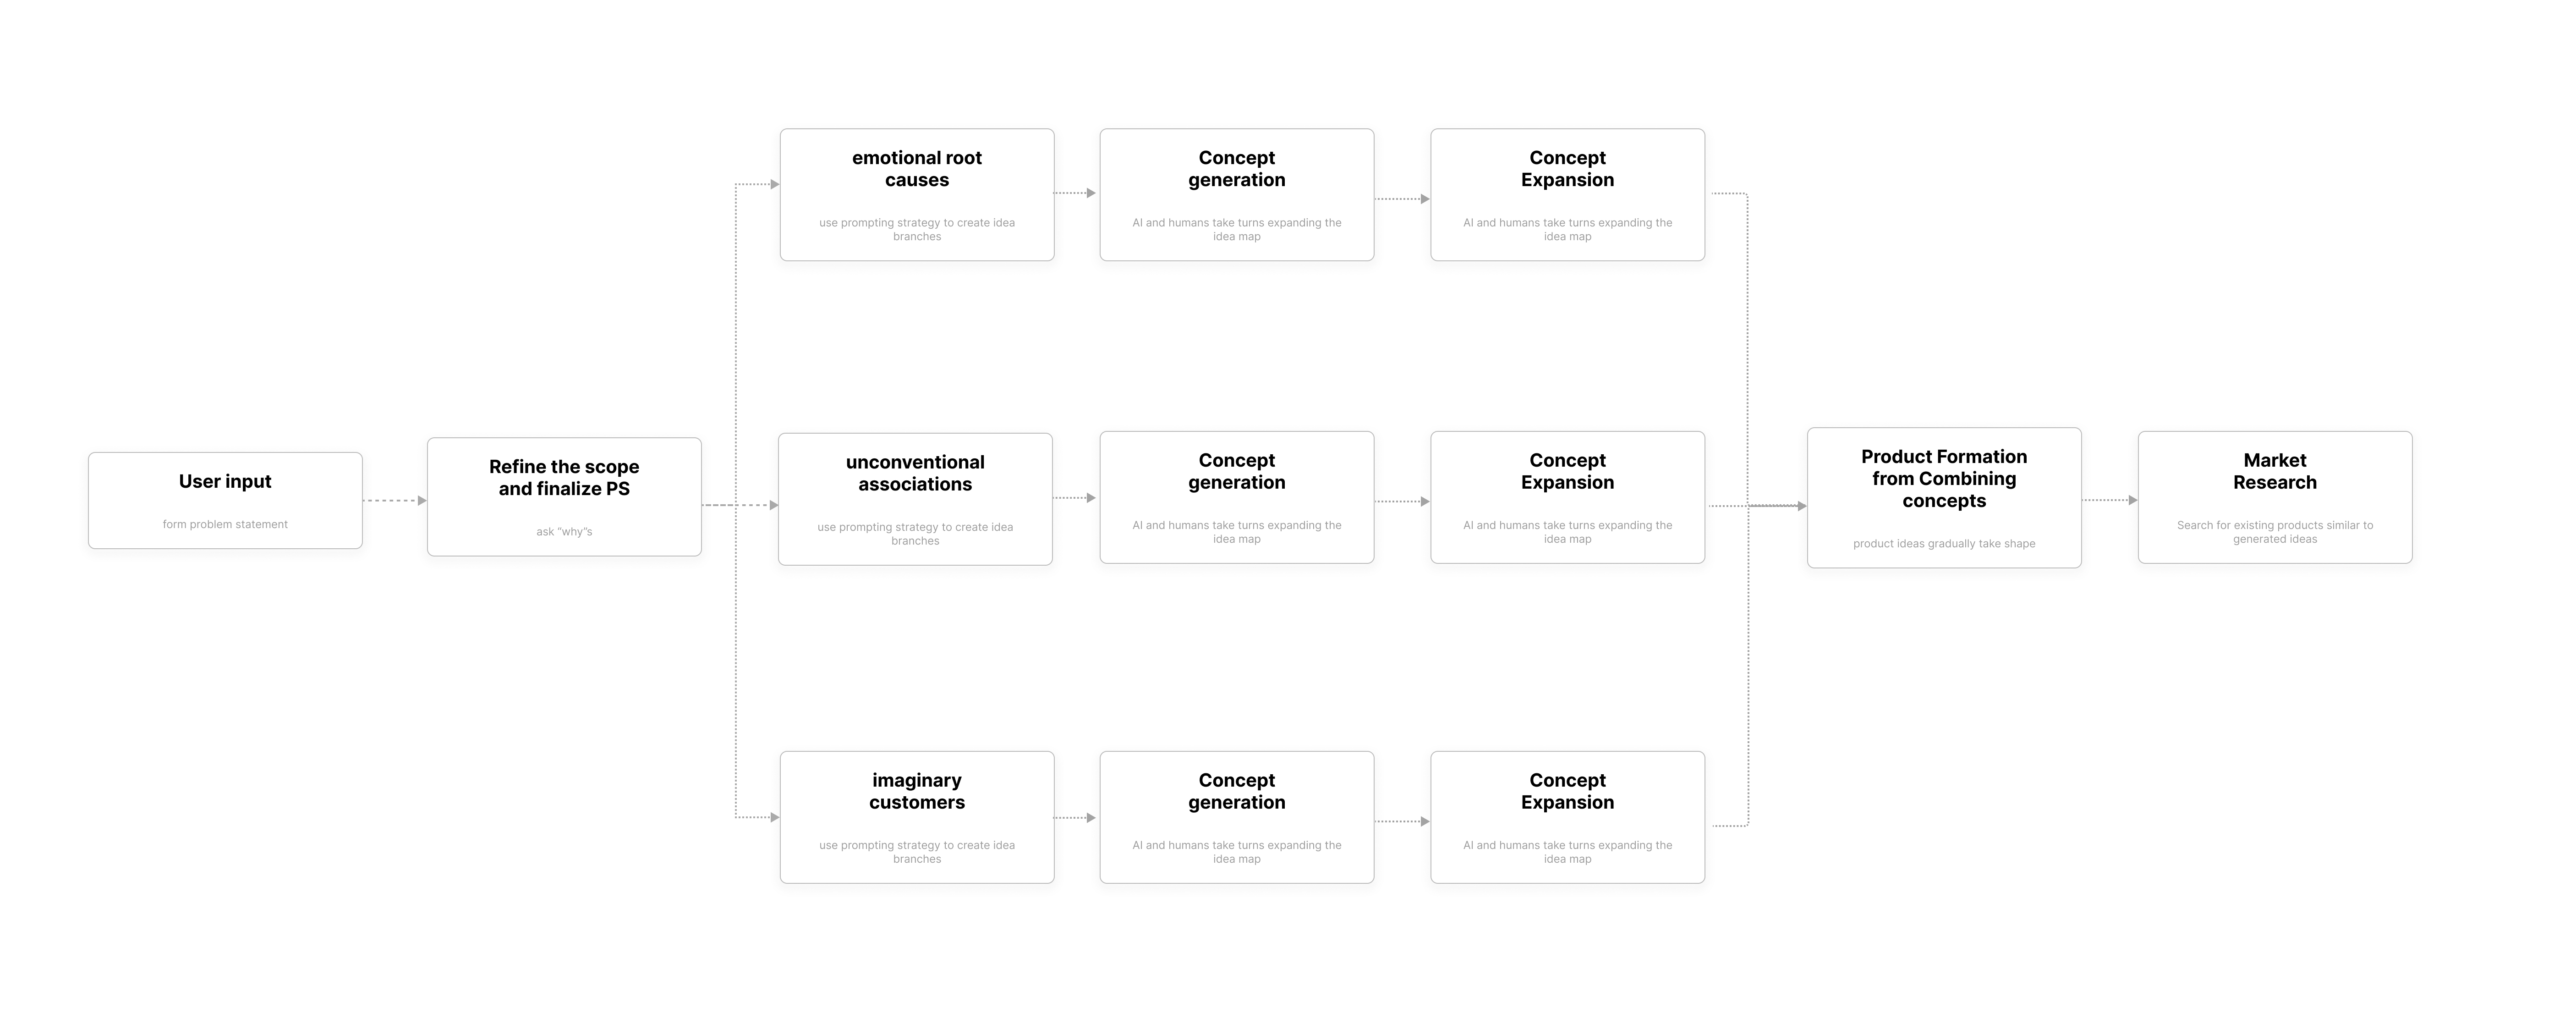 User input
form problem statement
Refine the scope
and finalize PS
ask “why”s
emotional root
causes
use prompting strategy to create idea
branches
Concept
generation
AI and humans take turns expanding the
idea map
Concept
Expansion
AI and humans take turns expanding the
idea map
unconventional
associations
use prompting strategy to create idea
branches
Concept
generation
AI and humans take turns expanding the
idea map
Concept
Expansion
AI and humans take turns expanding the
idea map
imaginary
customers
use prompting strategy to create idea
branches
Concept
generation
AI and humans take turns expanding the
idea map
Concept
Expansion
AI and humans take turns expanding the
idea map
Product Formation
from Combining
concepts
product ideas gradually take shape
Market
Research
Search for existing products similar to
generated ideas